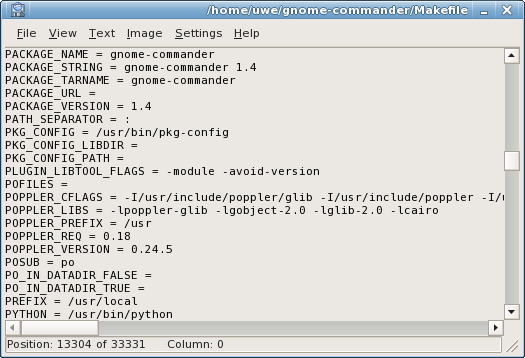 /home/uwe/gnome-commander/Makefile
File View Text Image Settings Help
PACKAGE_NAME = gnome-commander
PACKAGE_STRING = gnome-commander 1.4
PACKAGE_TARNAME = gnome-commander
PACKAGE_URL =
PACKAGE_VERSION = 1.4
PATH_SEPARATOR = :
PKG_CONFIG = /usr/bin/pkg-config
PKG_CONFIG_LIBDIR =
PKG_CONFIG_PATH =
PLUGIN_LIBTOOL_FLAGS = -module -avoid-version
POFILES =
POPPLER_CFLAGS = -I/usr/include/poppler/glib -I/usr/include/poppler -I/u
POPPLER_LIBS = -lpoppler-glib -lgobject-2.0 -lglib-2.0 -lcairo
POPPLER_PREFIX = /usr
POPPLER_REQ = 0.18
POPPLER_VERSION = 0.24.5
POSUB = po
PO_IN_DATADIR_FALSE =
PO_IN_DATADIR_TRUE =
PREFIX = /usr/local
PYTHON = /usr/bin/python
Position: 13304 of 33331 Column: 0